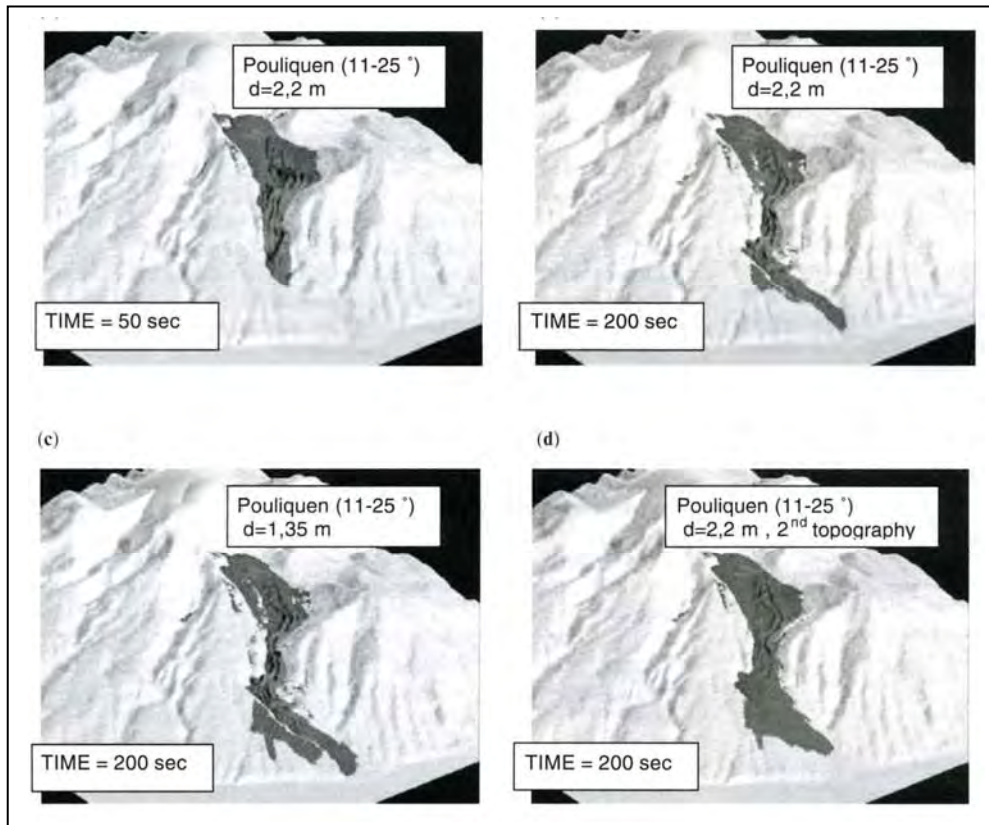 Pouliquen (11-25 °)
d=2,2 m
TIME = 50 sec
Pouliquen (11-25 °)
d=2,2 m
TIME = 200 sec
(c)
Pouliquen (11-25 °)
d=1,35 m
TIME = 200 sec
(d)
Pouliquen (11-25 °)
d=2,2 m , 2nd topography
TIME = 200 sec